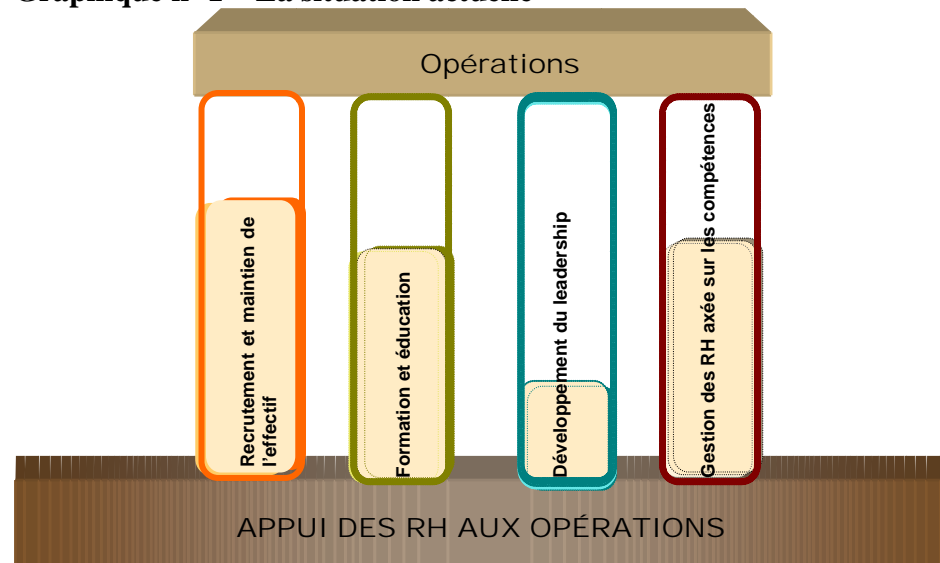 Opérations
Recrutement et maintien de
l'effectif
Formation et éducation
Développement du leadership
Gestion des RH axée sur les compétences
APPUI DES RH AUX OPÉRATIONS